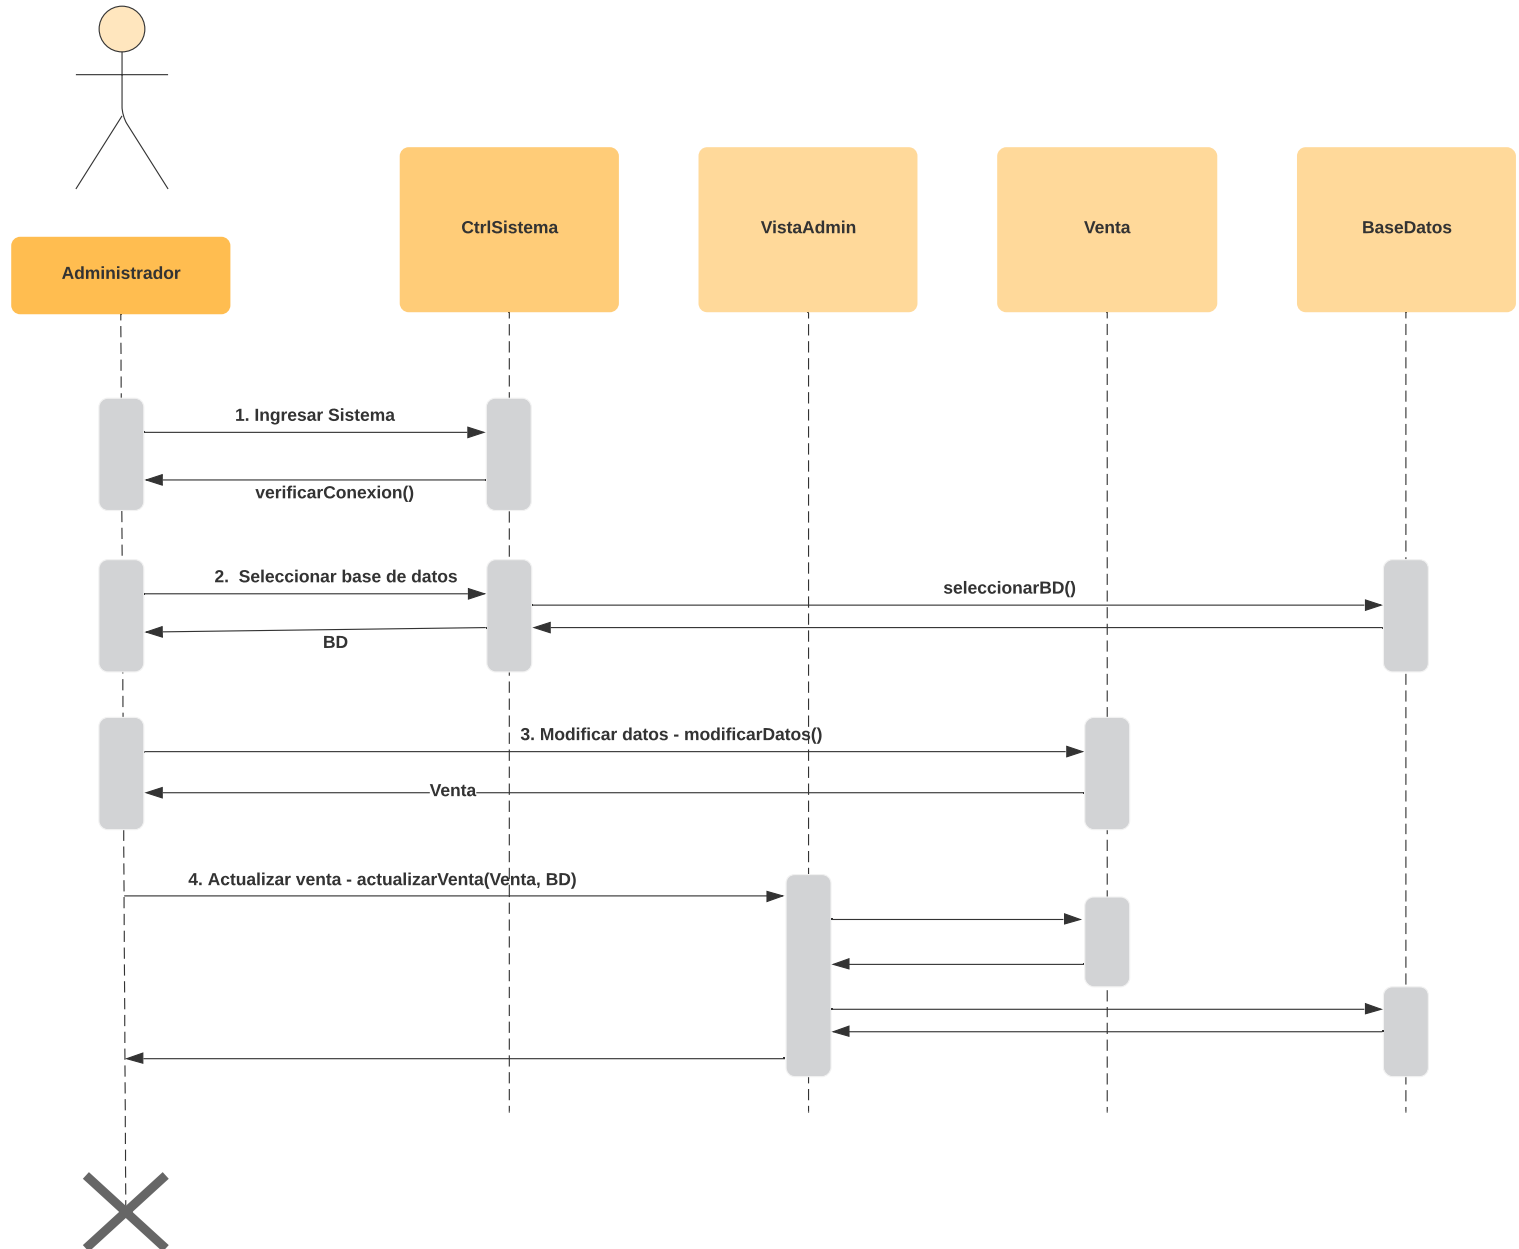 CtrlSistema
VistaAdmin
Venta
BaseDatos
Administrador
1. Ingresar Sistema
verificarConexion()
2.  Seleccionar base de datos
seleccionarBD()
BD
3. Modificar datos - modificarDatos()
Venta
4. Actualizar venta - actualizarVenta(Venta, BD)